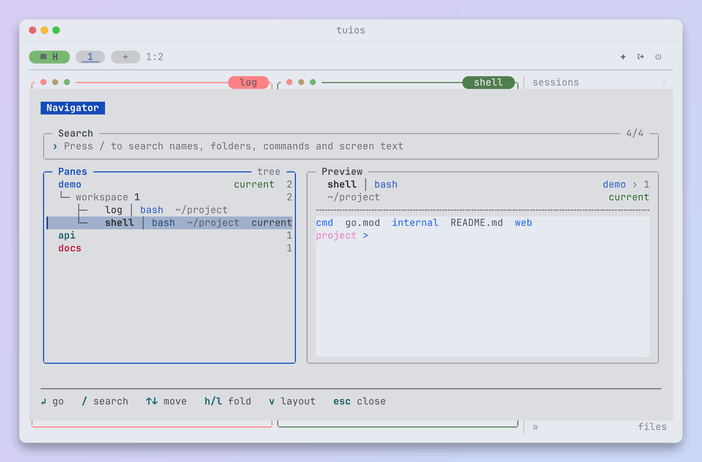 tuios
H 1 + 1:2
log shell sessions
Navigator
Search 4/4
› Press / to search names, folders, commands and screen text
Panes tree
demo current 2
workspace 1 2
log │ bash ~/project
shell │ bash ~/project current
api 1
docs 1
Preview
shell │ bash demo › 1
~/project current
cmd go.mod internal README.md web
project >
↲ go / search ↑↓ move h/l fold v layout esc close
» files